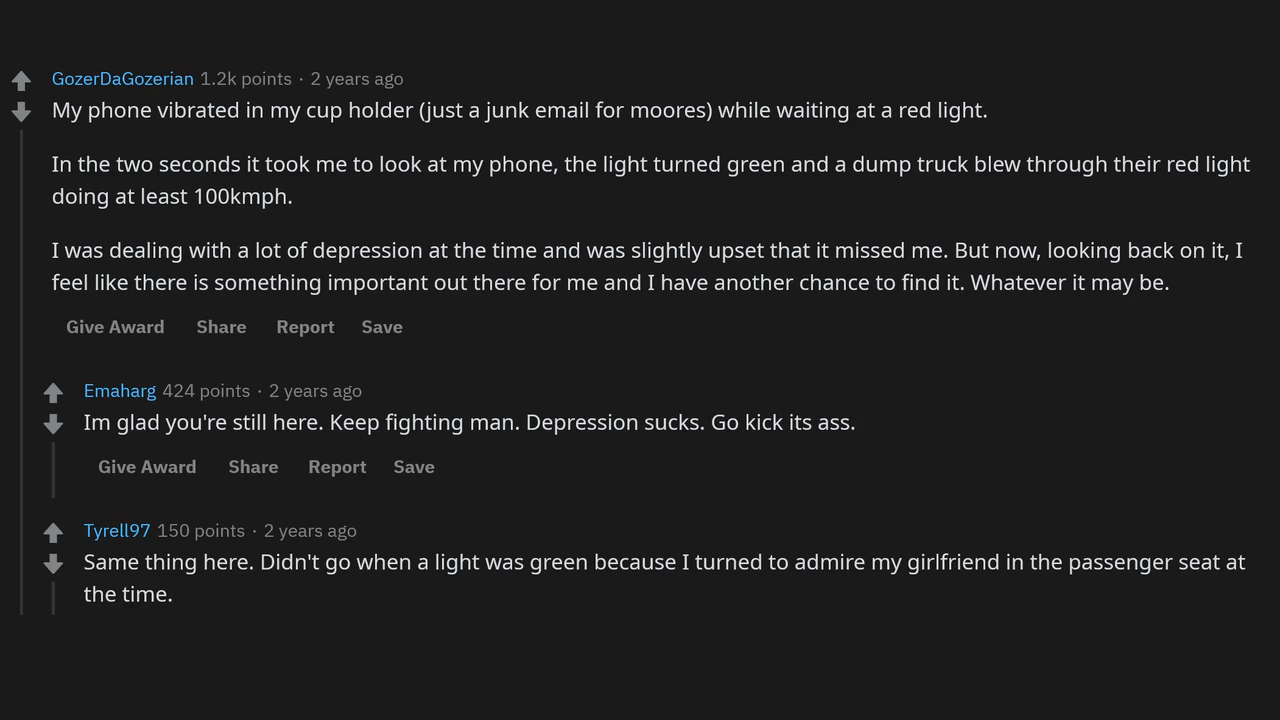 GozerDaGozerian 1.2k points · 2 years ago
My phone vibrated in my cup holder (just a junk email for moores) while waiting at a red light.
In the two seconds it took me to look at my phone, the light turned green and a dump truck blew through their red light
doing at least 100kmph.
I was dealing with a lot of depression at the time and was slightly upset that it missed me. But now, looking back on it, I
feel like there is something important out there for me and I have another chance to find it. Whatever it may be.
Give Award Share Report Save
Emaharg 424 points · 2 years ago
Im glad you're still here. Keep fighting man. Depression sucks. Go kick its ass.
Give Award Share Report Save
Tyrell97 150 points · 2 years ago
Same thing here. Didn't go when a light was green because I turned to admire my girlfriend in the passenger seat at
the time.